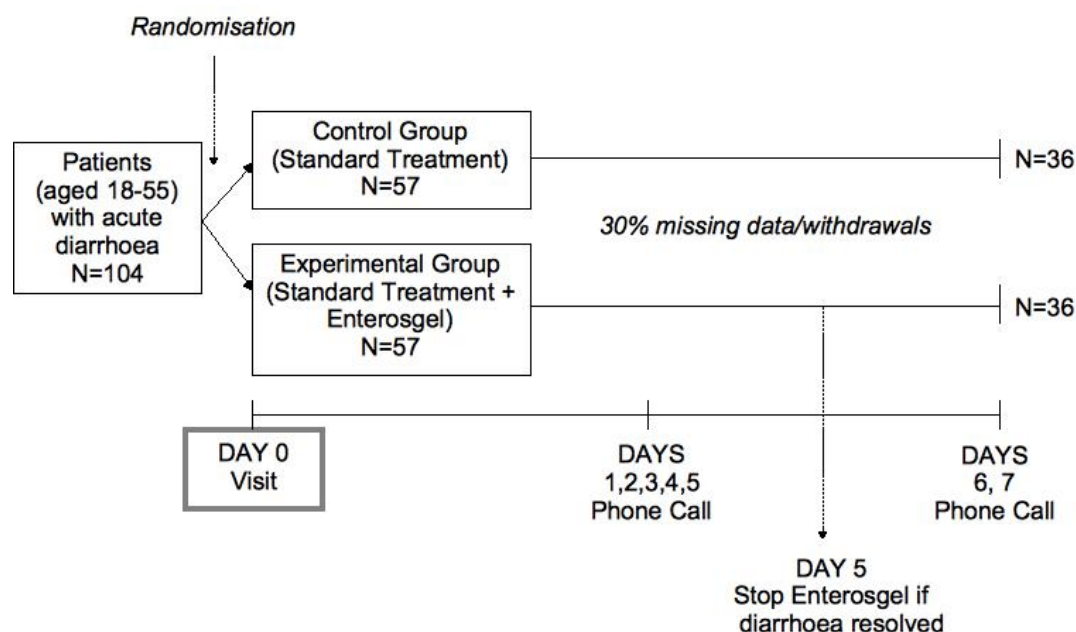 Randomisation
Patients
(aged 18-55)
with acute
diarrhoea
N=104
Control Group
(Standard Treatment)
N=57
N=36
30% missing data/withdrawals
Experimental Group
(Standard Treatment +
Enterosgel)
N=57
N=36
DAY 0
Visit
DAYS
1,2,3,4,5
Phone Call
DAYS
6, 7
Phone Call
DAY 5
Stop Enterosgel if
diarrhoea resolved